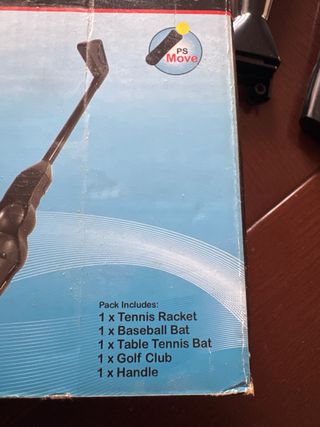 PS
Move
Pack Includes:
1 x Tennis Racket
1 x Baseball Bat
1 x Table Tennis Bat
1 x Golf Club
1 x Handle